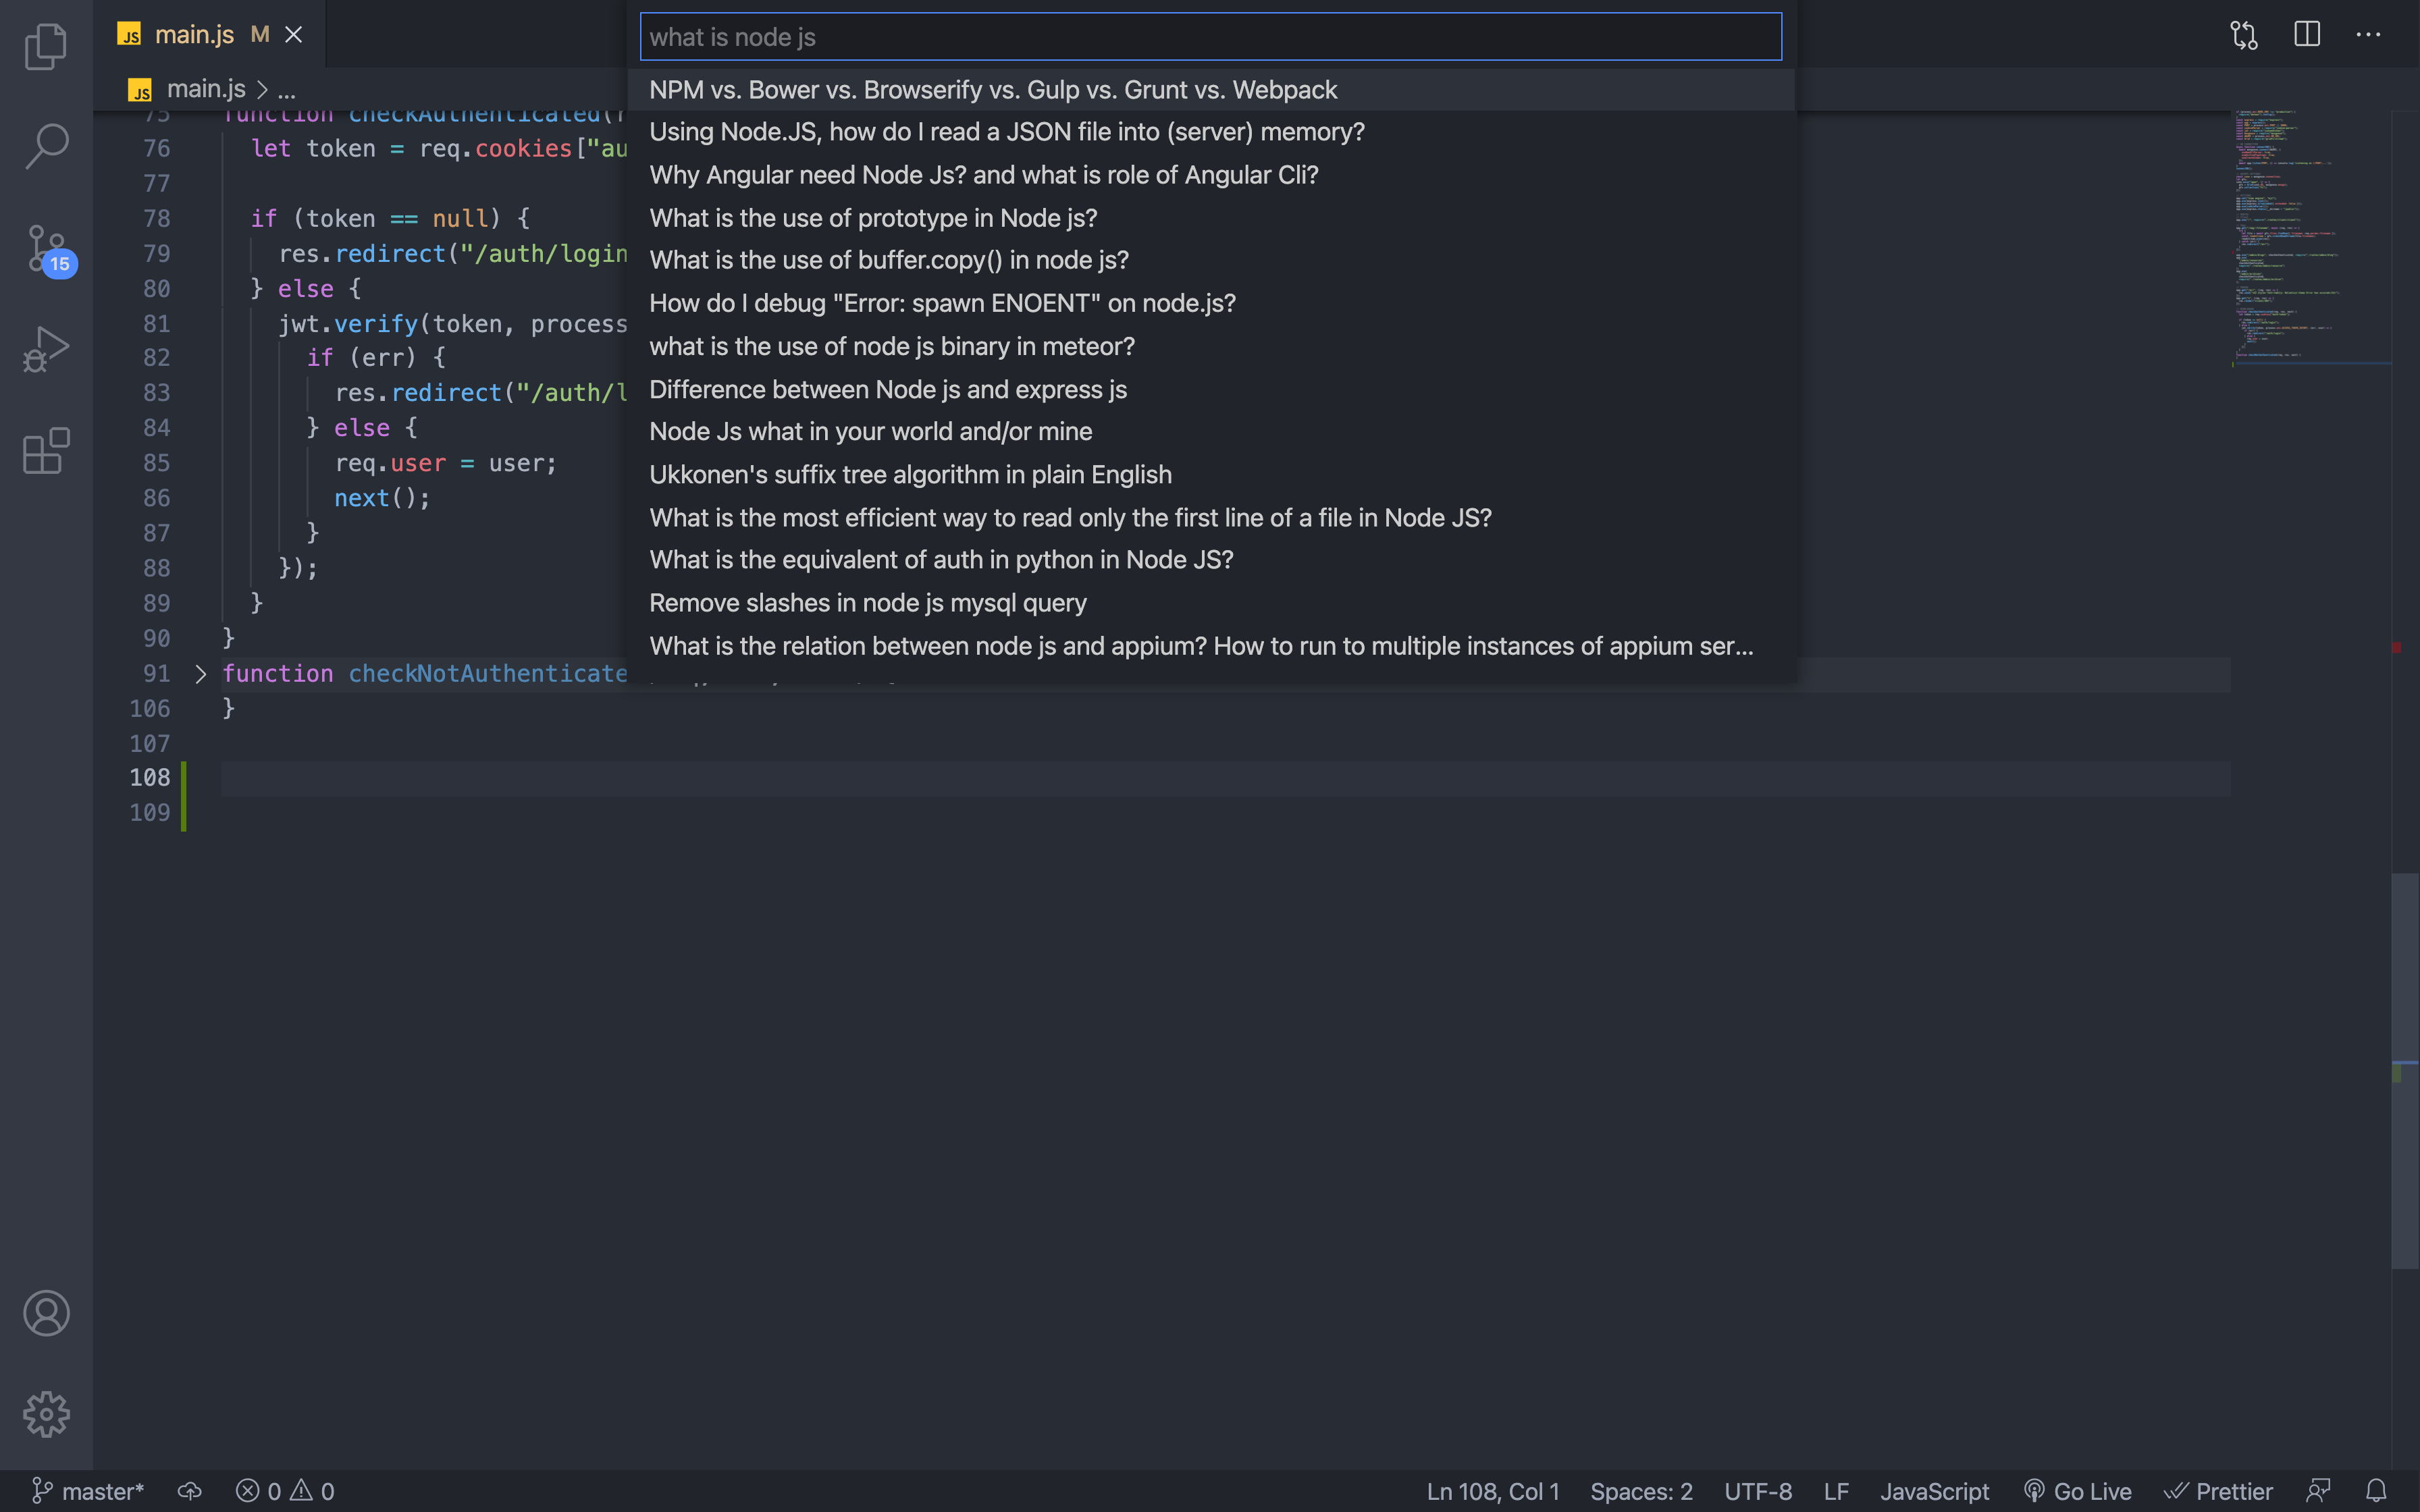 JS main.js M
what is node js
JS main.js > ...
NPM vs. Bower vs. Browserify vs. Gulp vs. Grunt vs. Webpack
Using Node.JS, how do I read a JSON file into (server) memory?
Why Angular need Node Js? and what is role of Angular Cli?
What is the use of prototype in Node js?
What is the use of buffer.copy() in node js?
How do I debug "Error: spawn ENOENT" on node.js?
what is the use of node js binary in meteor?
Difference between Node js and express js
Node Js what in your world and/or mine
Ukkonen's suffix tree algorithm in plain English
What is the most efficient way to read only the first line of a file in Node JS?
What is the equivalent of auth in python in Node JS?
Remove slashes in node js mysql query
What is the relation between node js and appium? How to run to multiple instances of appium ser...
15
75 function checkAuthenticated(
76 let token = req.cookies["au
77
78 if (token == null) {
79 res.redirect("/auth/login
80 } else {
81 jwt.verify(token, process
82 if (err) {
83 res.redirect("/auth/l
84 } else {
85 req.user = user;
86 next();
87 }
88 });
89 }
90 }
91 function checkNotAuthenticate
106 }
107
108
109
master* 0 0 Ln 108, Col 1 Spaces: 2 UTF-8 LF JavaScript Go Live Prettier